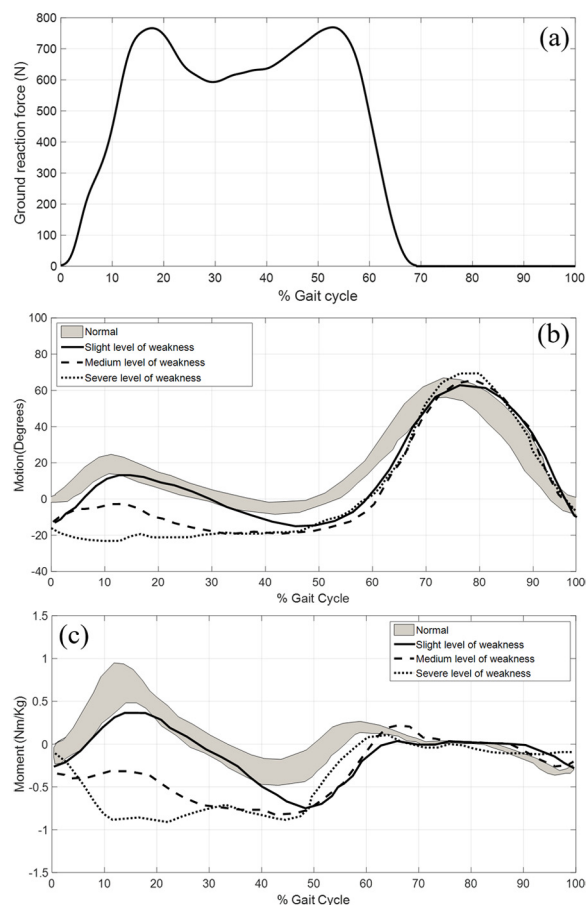 800
(a)
700
600
500
400
300
200
100
0
Ground reaction force (N)
0 10 20 30 40 50 60 70 80 90 100
% Gait cycle
100
Normal
(b)
80
Slight level of weakness
Medium level of weakness
60
Severe level of weakness
40
20
0
-20
-40
Motion(Degrees)
0 10 20 30 40 50 60 70 80 90 100
% Gait Cycle
1.5
(c)
Normal
Slight level of weakness
1
Medium level of weakness
Severe level of weakness
0.5
0
-0.5
-1
-1.5
Moment (Nm/Kg)
0 10 20 30 40 50 60 70 80 90 100
% Gait Cycle